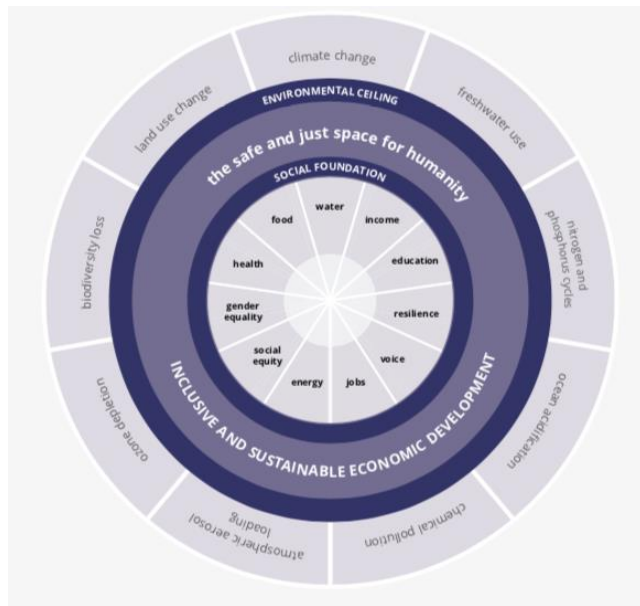 climate change
freshwater use
nitrogen and
phosphorus cycles
ocean acidification
chemical pollution
atmospheric aerosol
loading
ozone depletion
biodiversity loss
land use change
ENVIRONMENTAL CEILING
the safe and just space for humanity
SOCIAL FOUNDATION
water
income
education
resilience
voice
jobs
energy
social
equity
gender
equality
health
food
INCLUSIVE AND SUSTAINABLE ECONOMIC DEVELOPMENT